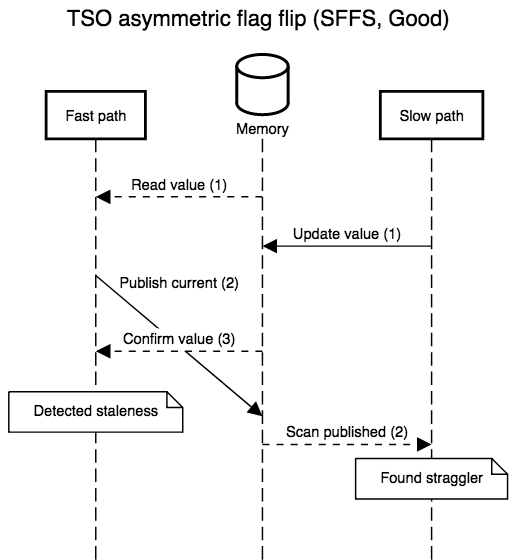 TSO asymmetric flag flip (SFFS, Good)
Fast path
Memory
Slow path
Read value (1)
Update value (1)
Publish current (2)
Confirm value (3)
Detected staleness
Scan published (2)
Found straggler